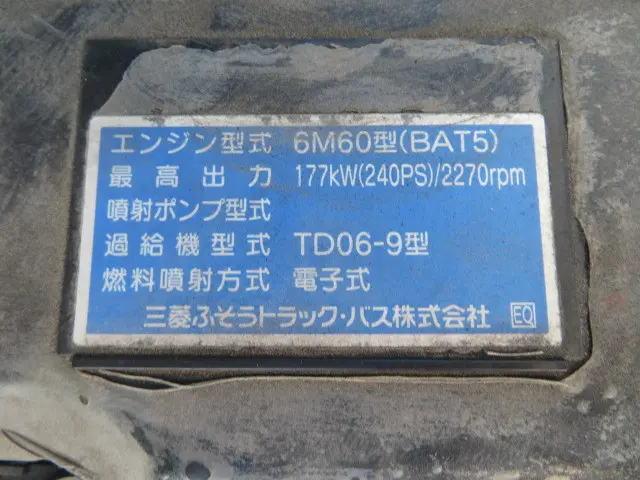 エンジン型式 6M60型(BAT5)
最高出力 177kW(240PS)/2270rpm
噴射ポンプ型式
過給機型式 TD06-9型
燃料噴射方式 電子式
三菱ふそうトラック・バス株式会社 EQ